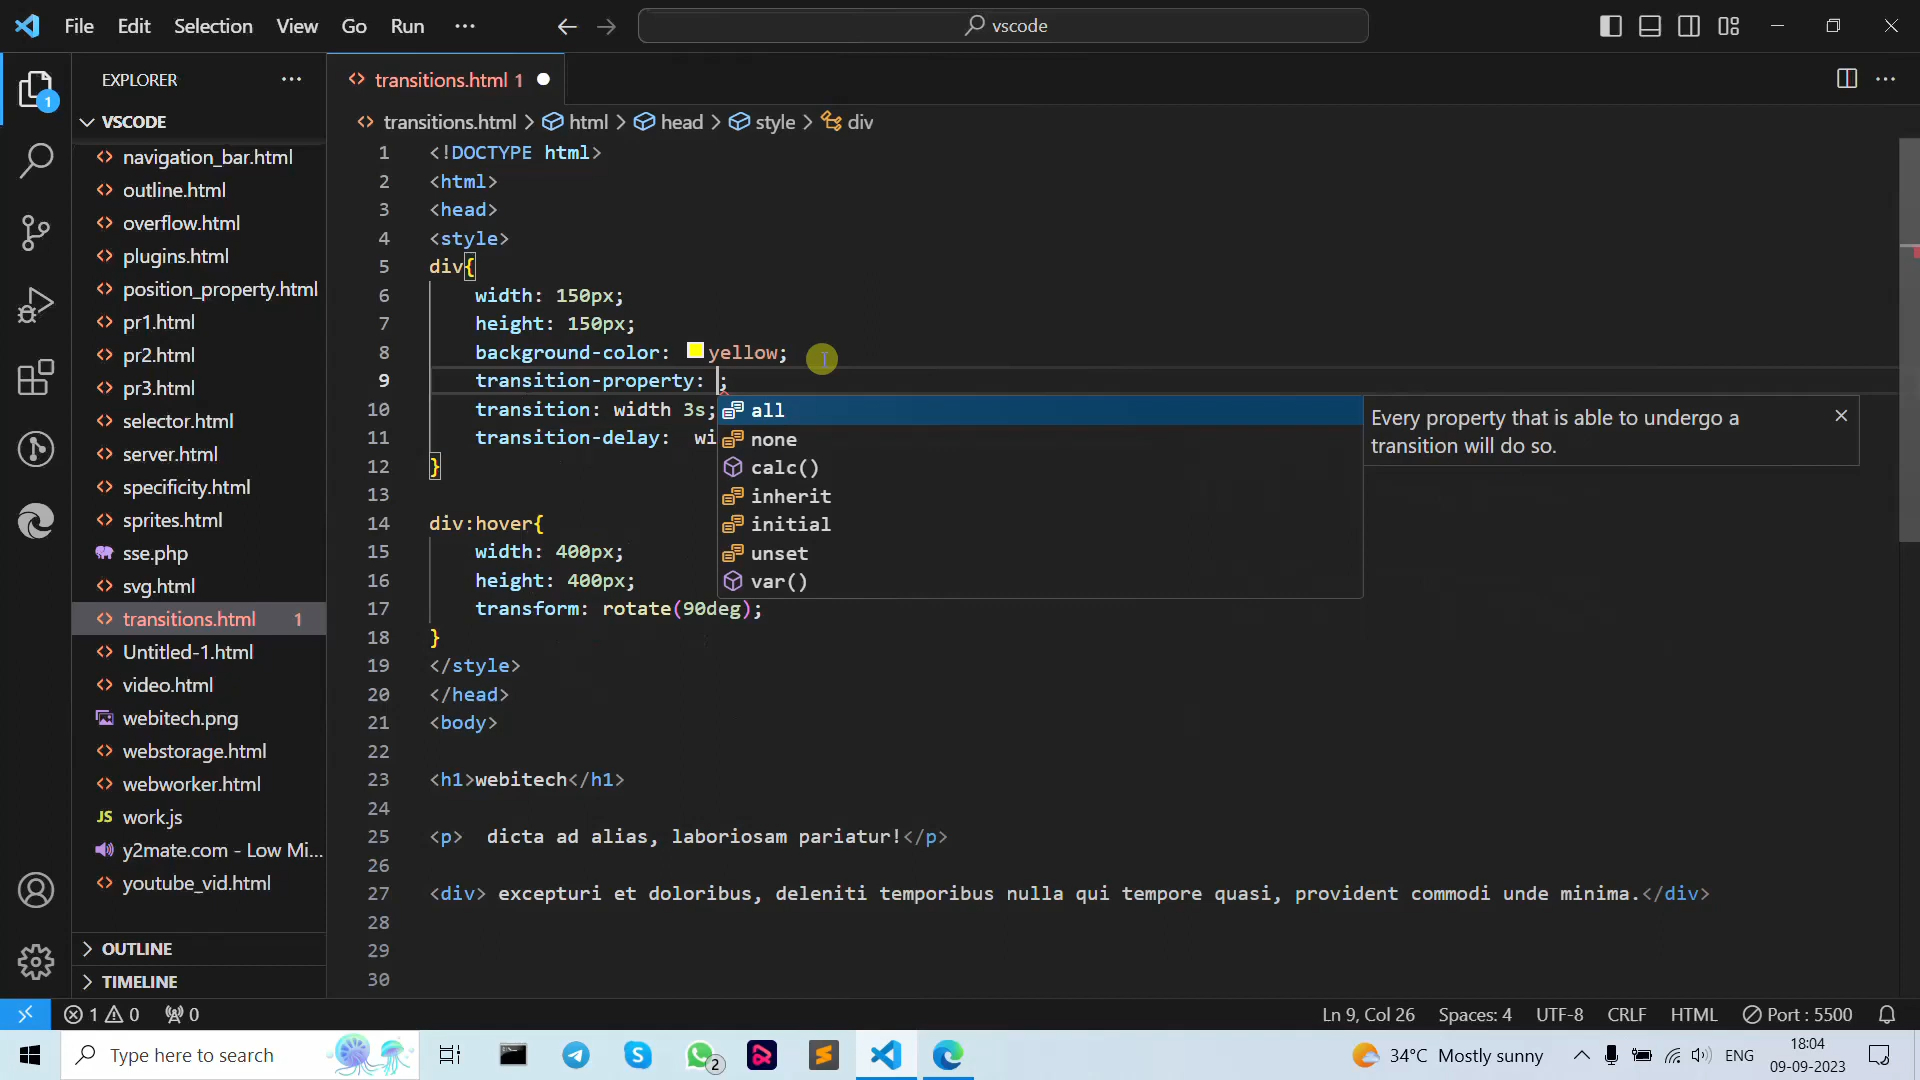 File Edit Selection View Go Run ···
vscode
EXPLORER
VSCODE
navigation_bar.html
outline.html
overflow.html
plugins.html
position_property.html
pr1.html
pr2.html
pr3.html
selector.html
server.html
specificity.html
sprites.html
sse.php
svg.html
transitions.html 1
Untitled-1.html
video.html
webitech.png
webstorage.html
webworker.html
JS work.js
y2mate.com - Low Mi...
youtube_vid.html
OUTLINE
TIMELINE
1
transitions.html 1
transitions.html > html > head > style > div
1 <!DOCTYPE html>
2 <html>
3 <head>
4 <style>
5 div{
6 width: 150px;
7 height: 150px;
8 background-color: yellow;
9 transition-property: ;
10 transition: width 3s;
11 transition-delay: wi
12 }
13
14 div:hover{
15 width: 400px;
16 height: 400px;
17 transform: rotate(90deg);
18 }
19 </style>
20 </head>
21 <body>
22
23 <h1>webitech</h1>
24
25 <p> dicta ad alias, laboriosam pariatur!</p>
26
27 <div> excepturi et doloribus, deleniti temporibus nulla qui tempore quasi, provident commodi unde minima.</div>
28
29
30
all
none
calc()
inherit
initial
unset
var()
Every property that is able to undergo a
transition will do so.
1 0 0
Ln 9, Col 26 Spaces: 4 UTF-8 CRLF HTML Port : 5500
Type here to search
2
34°C Mostly sunny
ENG
18:04
09-09-2023